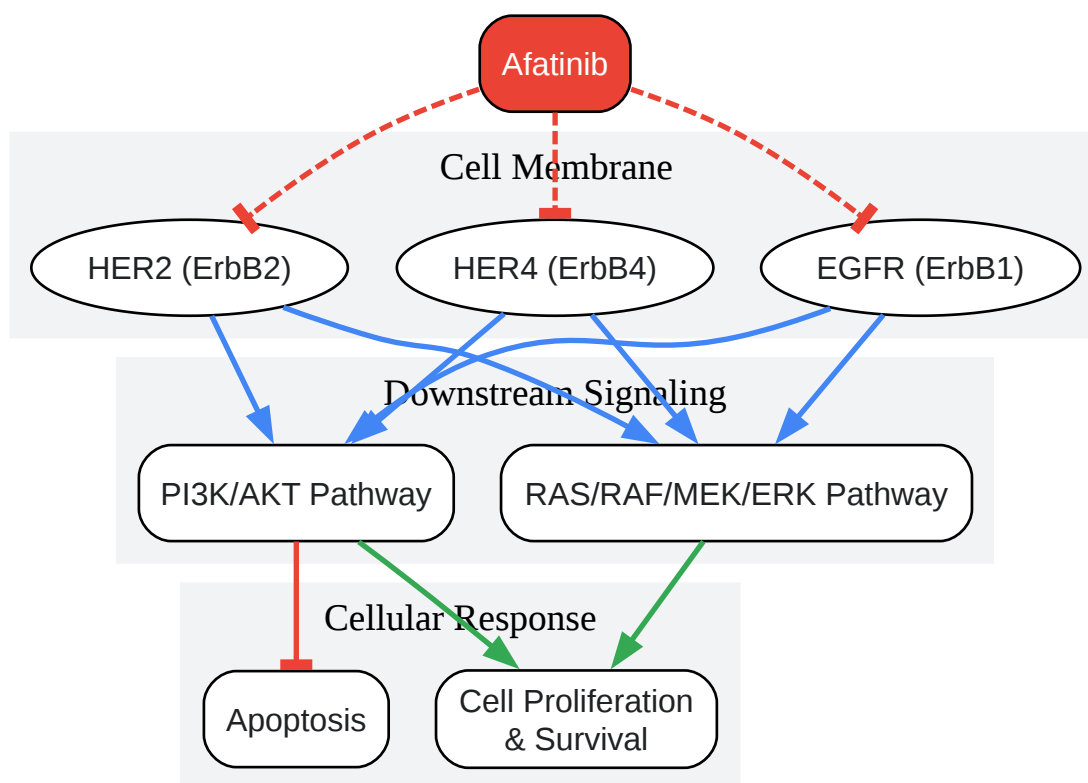 Afatinib
Cell Membrane
HER2 (ErbB2)
HER4 (ErbB4)
EGFR (ErbB1)
Downstream Signaling
PI3K/AKT Pathway
RAS/RAF/MEK/ERK Pathway
Cellular Response
Apoptosis
Cell Proliferation
& Survival